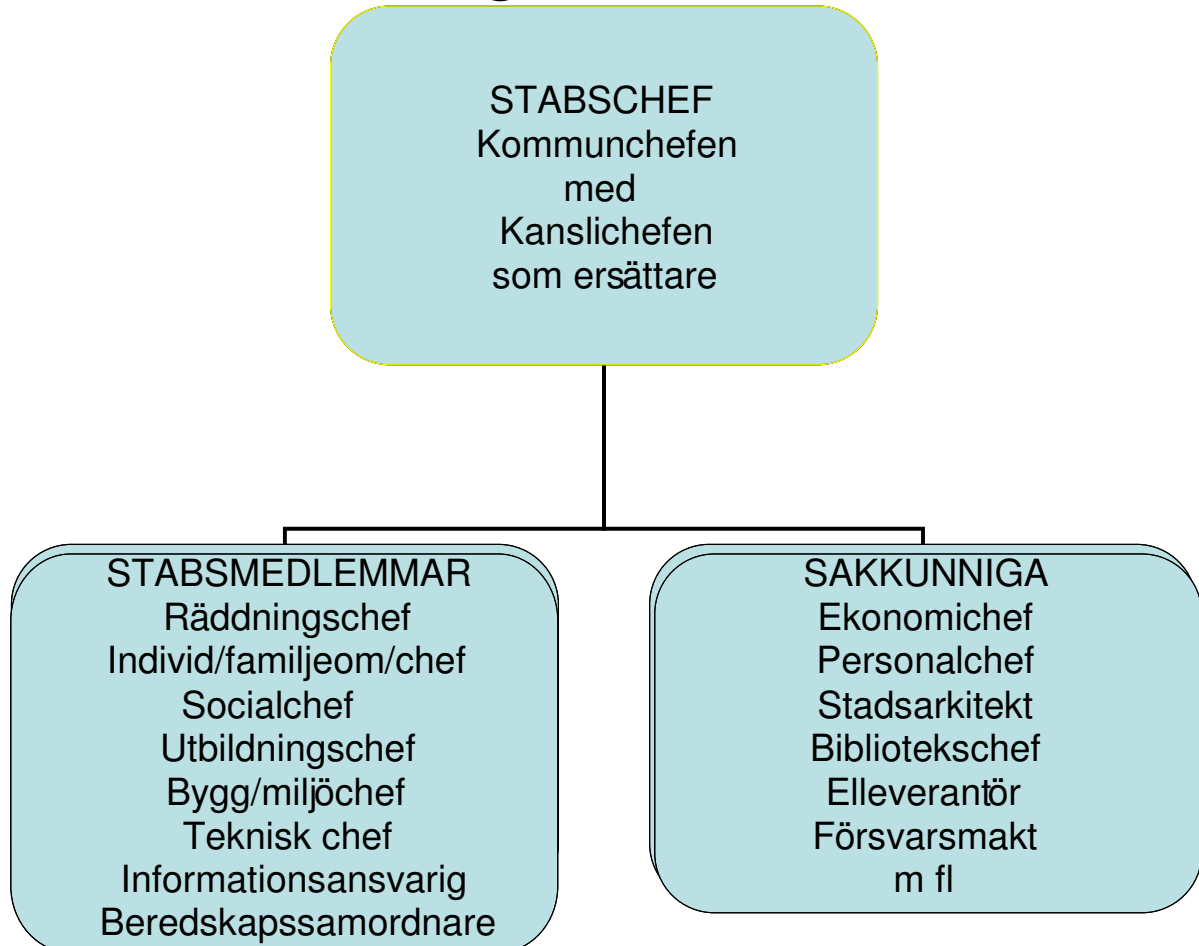 STABSCHEF
Kommunchefen
med
Kanslichefen
som ersättare
STABSMEDLEMMAR
Räddningschef
Individ/familjeom/chef
Socialchef
Utbildningschef
Bygg/miljöchef
Teknisk chef
Informationsansvarig
Beredskapssamordnare
SAKKUNNIGA
Ekonomichef
Personalchef
Stadsarkitekt
Bibliotekschef
Elleverantör
Försvarsmakt
m fl